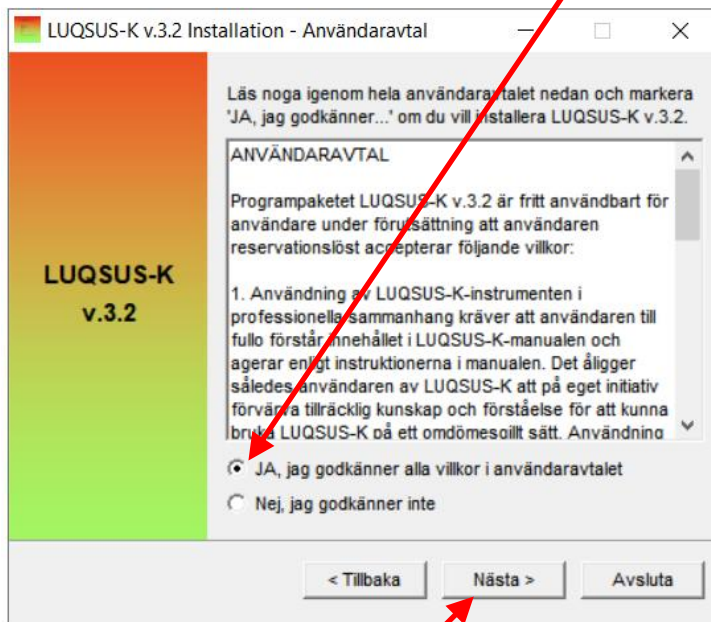 LUQSUS-K v.3.2 Installation - Användaravtal
Läs noga igenom hela användaravtalet nedan och markera
'JA, jag godkänner...' om du vill installera LUQSUS-K v.3.2.
ANVÄNDARAVTAL
Programpaketet LUQSUS-K v.3.2 är fritt användbart för
användare under förutsättning att användaren
reservationslöst accepterar följande villkor:
1. Användning av LUQSUS-K-instrumenten i
professionella sammanhang kräver att användaren till
fullo förstår innehållet i LUQSUS-K-manualen och
agerar enligt instruktionerna i manualen. Det åligger
således användaren av LUQSUS-K att på eget initiativ
förvärva tillräcklig kunskap och förståelse för att kunna
bruka LUQSUS-K på ett omdömesgillt sätt. Användning
LUQSUS-K
v.3.2
JA, jag godkänner alla villkor i användaravtalet
Nej, jag godkänner inte
< Tillbaka
Nästa >
Avsluta